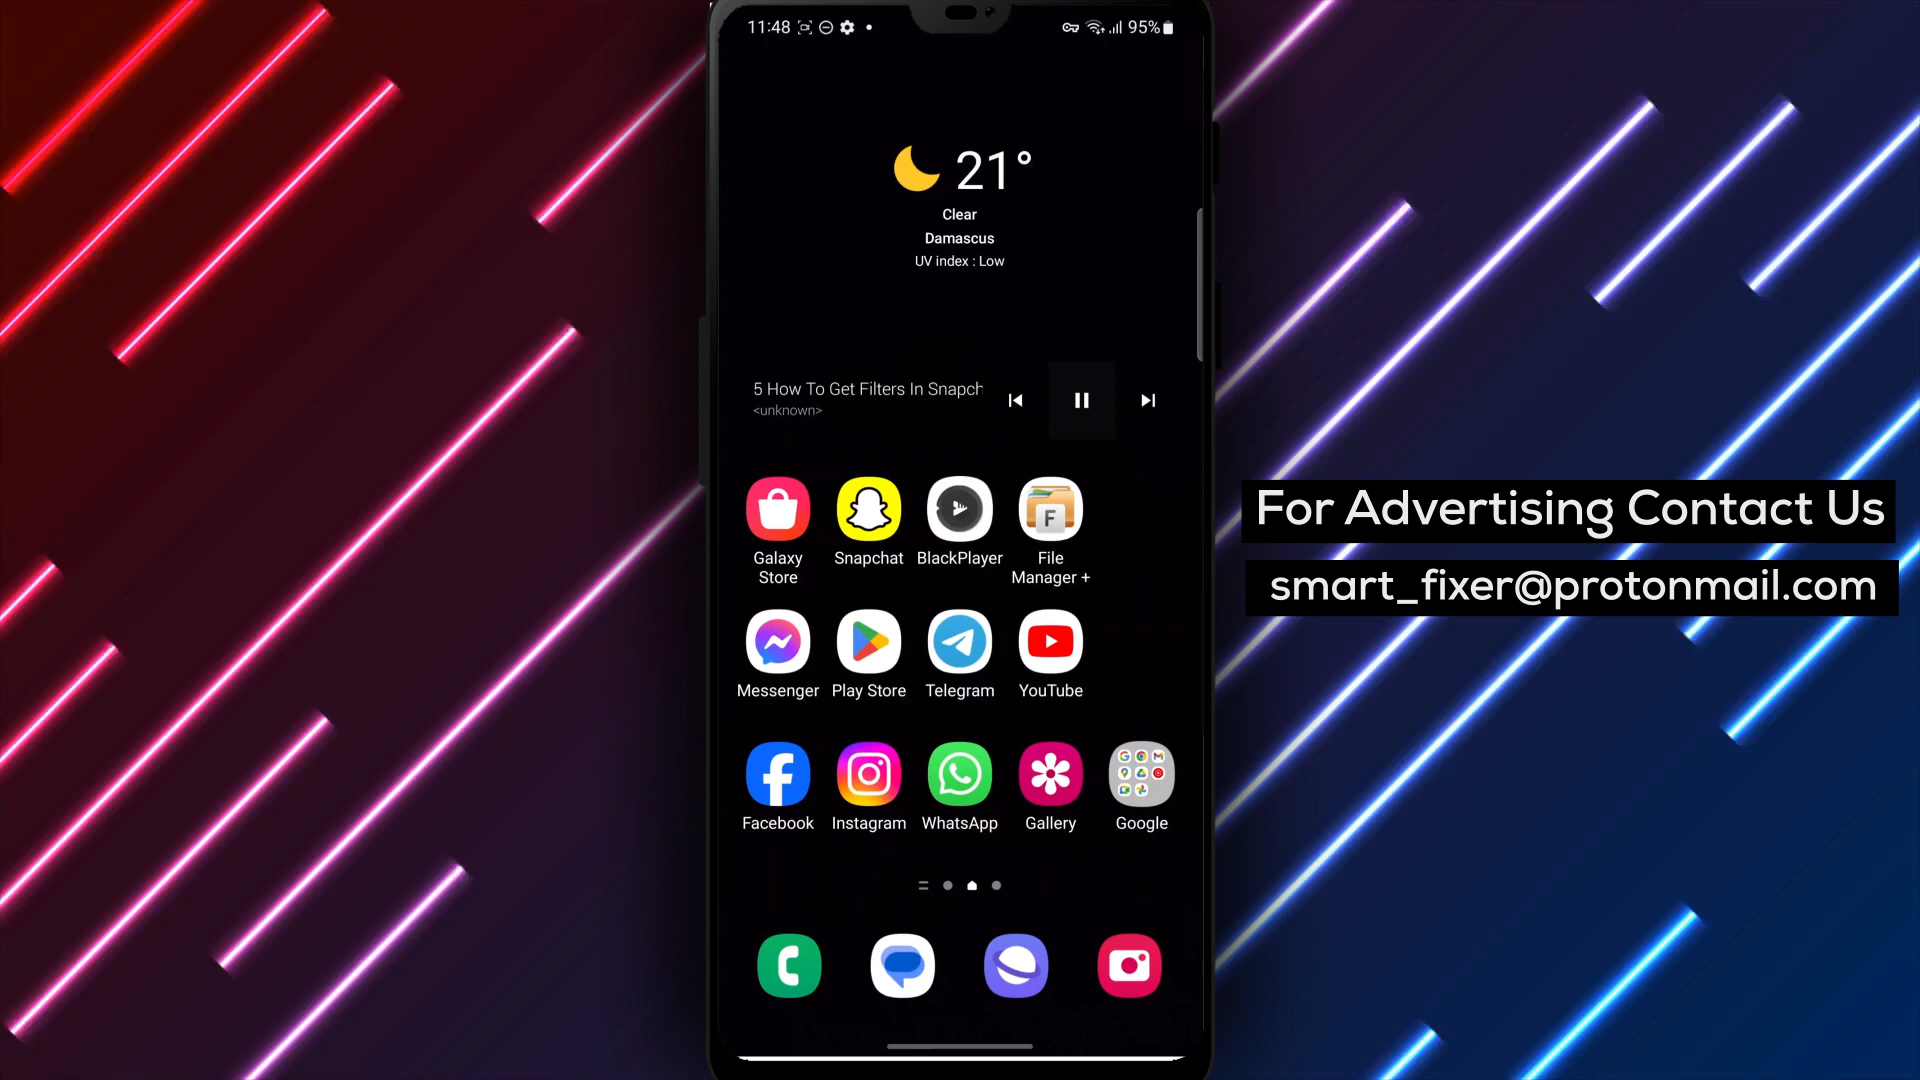 11:48
95%
21°
Clear
Damascus
UV index : Low
5 How To Get Filters In Snapch
<unknown>
Galaxy Store
Snapchat
BlackPlayer
File Manager +
Messenger
Play Store
Telegram
YouTube
Facebook
Instagram
WhatsApp
Gallery
Google
For Advertising Contact Us
smart_fixer@protonmail.com